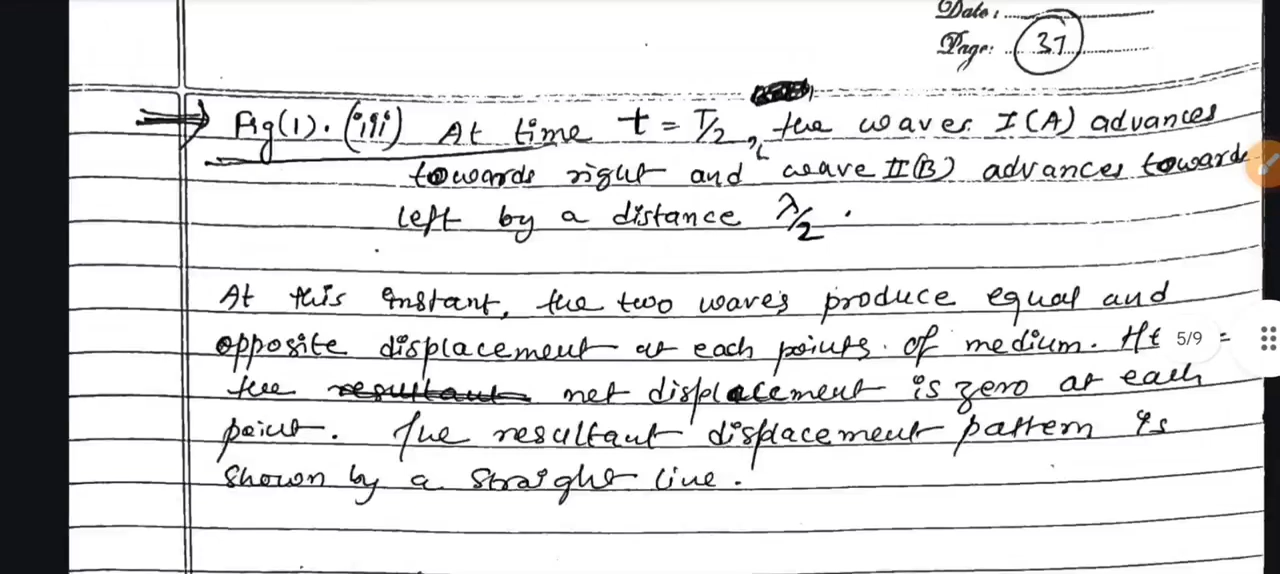 Date:
Page: 37
Fig(1). (iii) At time t = T/2, the waves I(A) advances
towards right and wave II(B) advances towards
left by a distance λ/2.
At this instant, the two waves produce equal and
opposite displacement at each points of medium.
5/9
the resultant net displacement is zero at each
point. The resultant displacement pattern is
shown by a straight line.